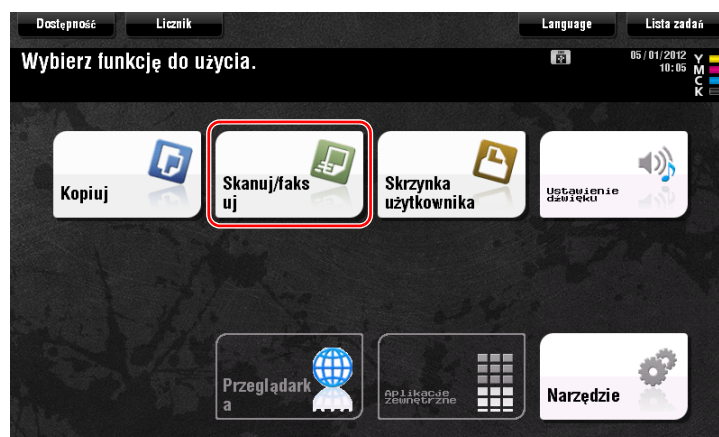 Dostępność Licznik Language Lista zadań
Wybierz funkcję do użycia.
05/01/2012
10:05
Y
M
C
K
Kopiuj
Skanuj/faks
uj
Skrzynka
użytkownika
Ustawienie
dźwięku
Przeglądark
a
Aplikacje
zewnętrzne
Narzędzie